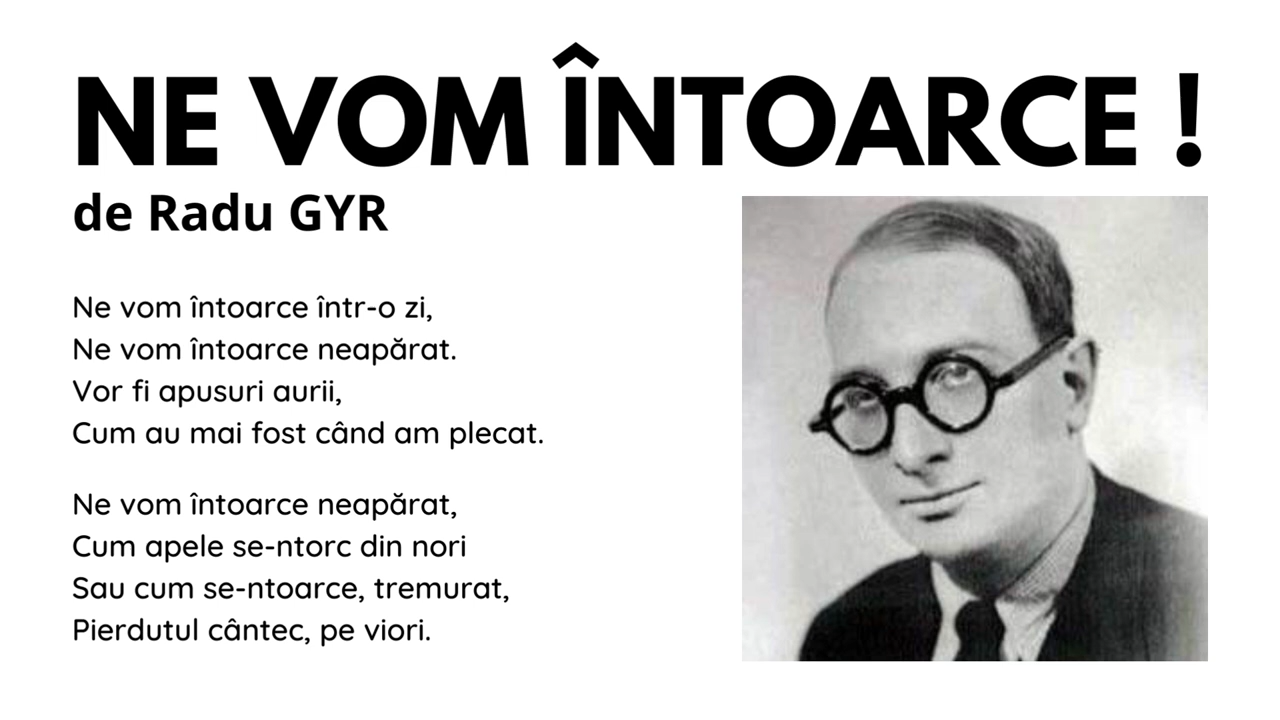 NE VOM ÎNTOARCE !
de Radu GYR
Ne vom întoarce într-o zi,
Ne vom întoarce neapărat.
Vor fi apusuri aurii,
Cum au mai fost când am plecat.
Ne vom întoarce neapărat,
Cum apele se-ntorc din nori
Sau cum se-ntoarce, tremurat,
Pierdutul cântec, pe viori.